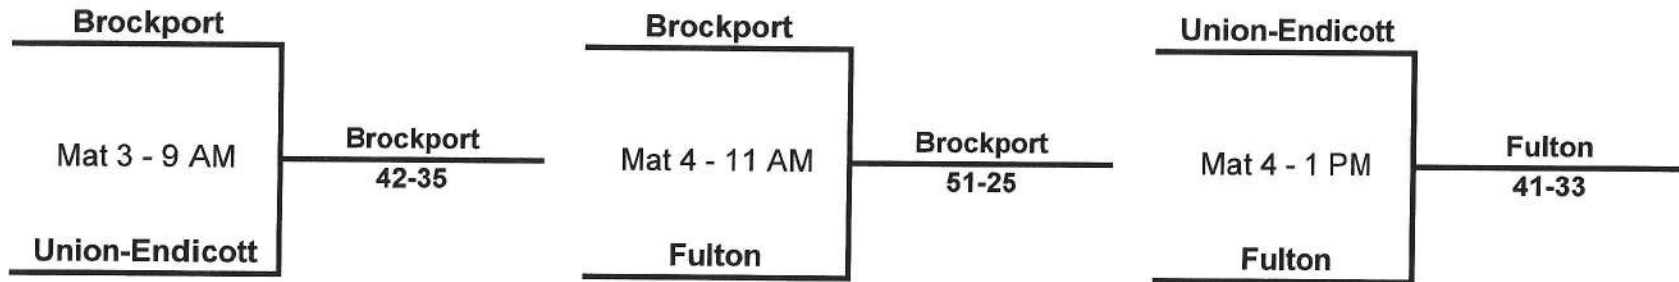 Brockport
Mat 3 - 9 AM
Brockport
42-35
Union-Endicott
Brockport
Mat 4 - 11 AM
Brockport
51-25
Fulton
Union-Endicott
Mat 4 - 1 PM
Fulton
41-33
Fulton